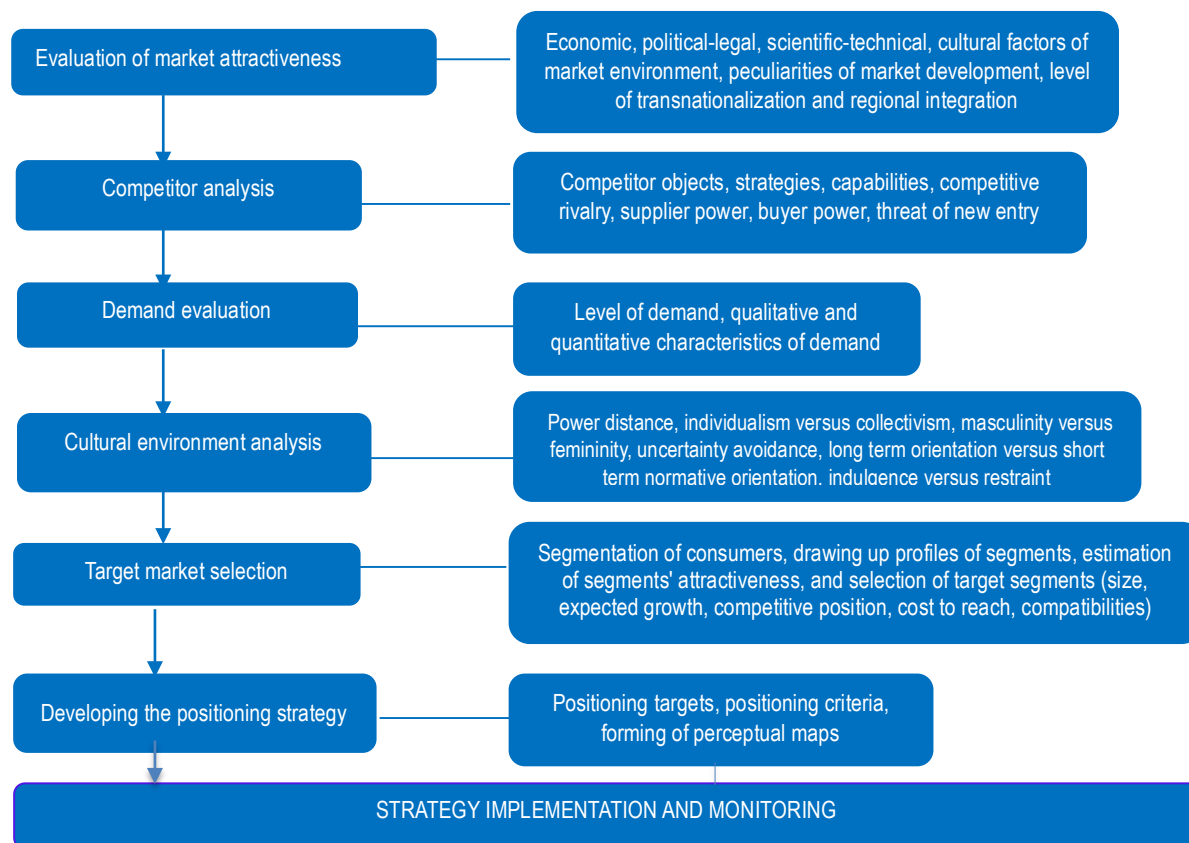 Evaluation of market attractiveness
Economic, political-legal, scientific-technical, cultural factors of
market environment, peculiarities of market development, level
of transnationalization and regional integration
Competitor analysis
Competitor objects, strategies, capabilities, competitive
rivalry, supplier power, buyer power, threat of new entry
Demand evaluation
Level of demand, qualitative and
quantitative characteristics of demand
Cultural environment analysis
Power distance, individualism versus collectivism, masculinity versus
femininity, uncertainty avoidance, long term orientation versus short
term normative orientation, indulgence versus restraint
Target market selection
Segmentation of consumers, drawing up profiles of segments, estimation
of segments' attractiveness, and selection of target segments (size,
expected growth, competitive position, cost to reach, compatibilities)
Developing the positioning strategy
Positioning targets, positioning criteria,
forming of perceptual maps
STRATEGY IMPLEMENTATION AND MONITORING